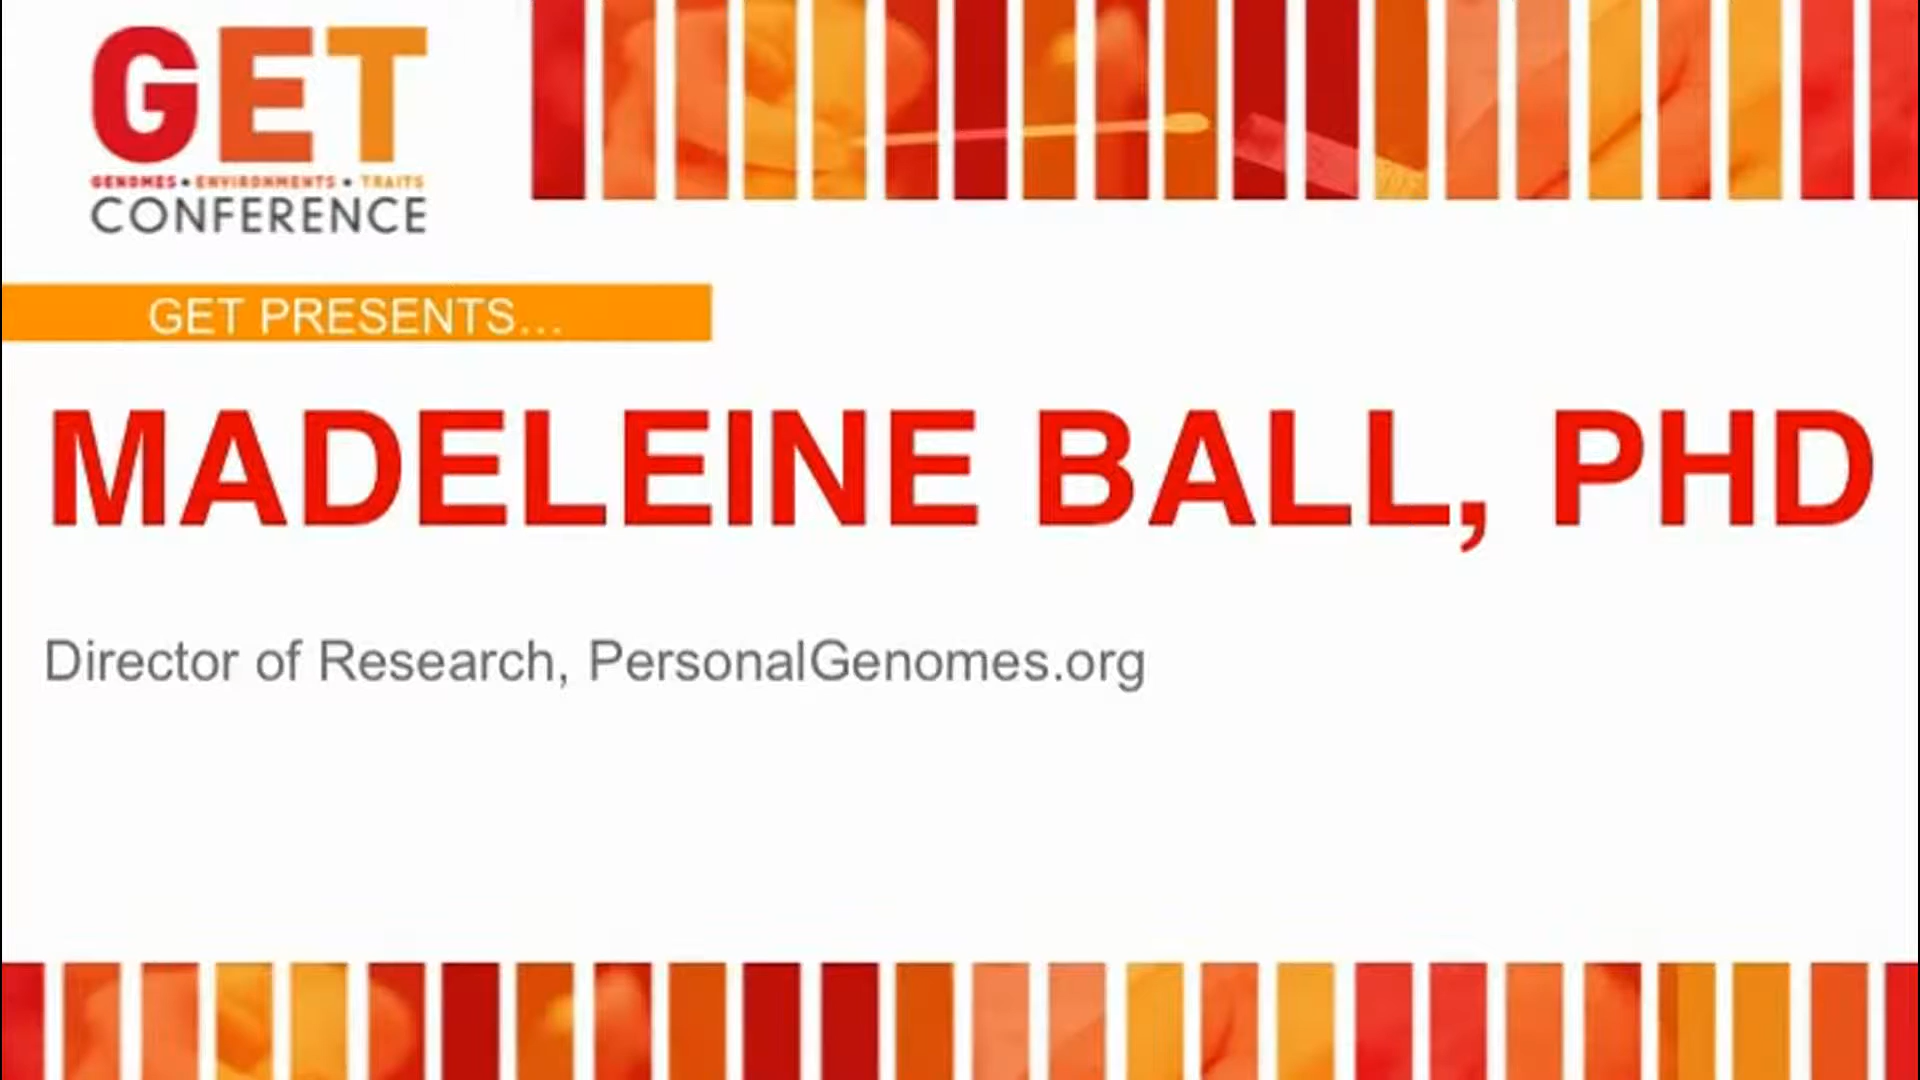 GET
GENOMES • ENVIRONMENTS • TRAITS
CONFERENCE
GET PRESENTS...
MADELEINE BALL, PHD
Director of Research, PersonalGenomes.org